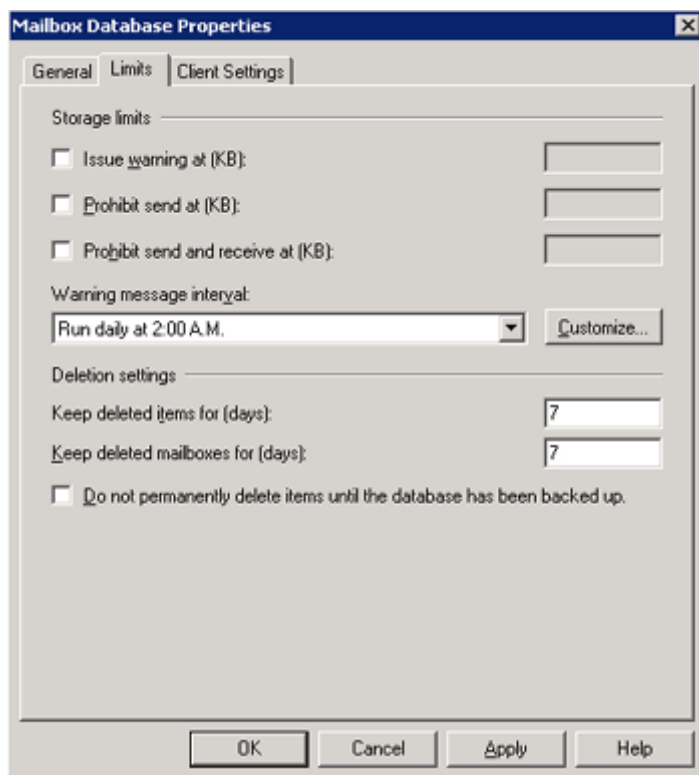 Mailbox Database Properties
General Limits Client Settings
Storage limits
Issue warning at (KB):
Prohibit send at (KB):
Prohibit send and receive at (KB):
Warning message interval:
Run daily at 2:00 A.M. Customize...
Deletion settings
Keep deleted items for (days): 7
Keep deleted mailboxes for (days): 7
Do not permanently delete items until the database has been backed up.
OK Cancel Apply Help